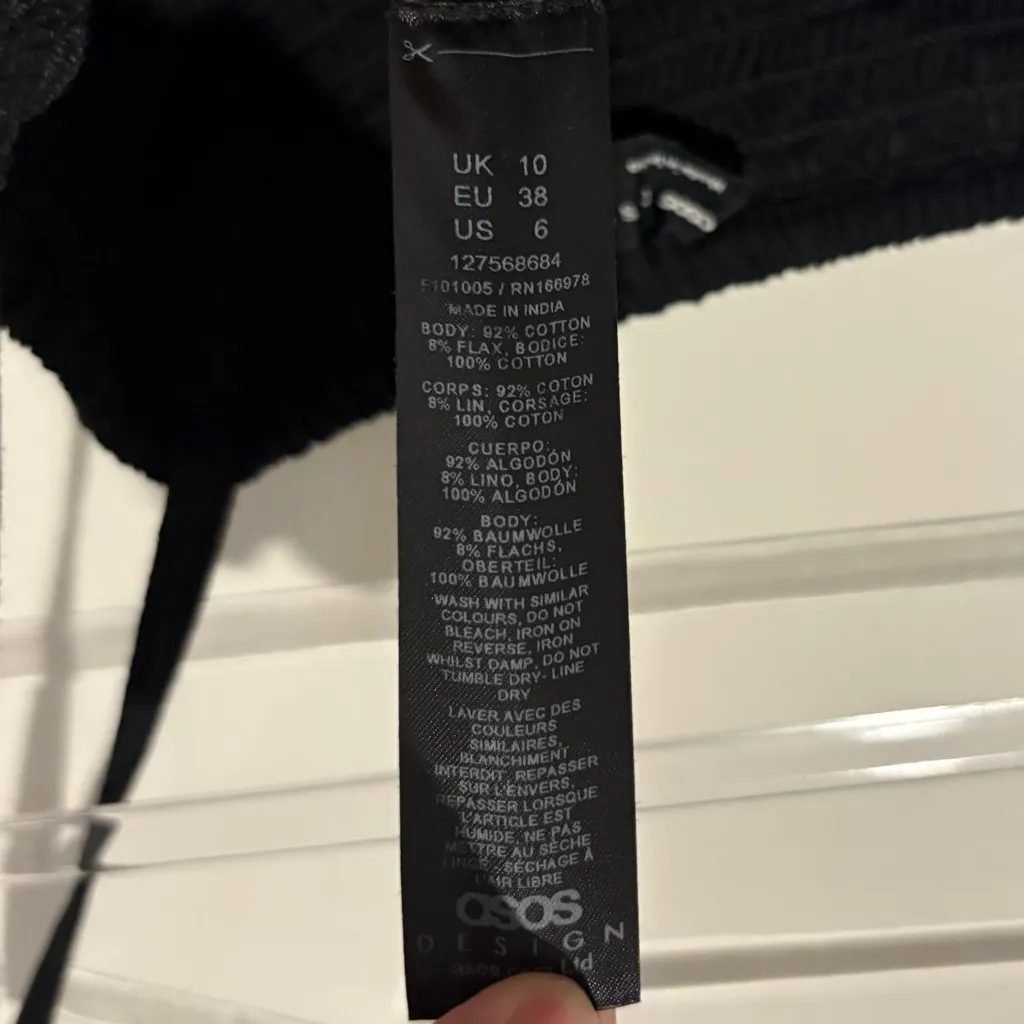 UK 10
EU 38
US 6
127568684
F101005 / RN166978
MADE IN INDIA
BODY: 92% COTTON
8% FLAX, BODICE:
100% COTTON
CORPS: 92% COTON
8% LIN, CORSAGE:
100% COTON
CUERPO:
92% ALGODÓN
8% LINO, BODY:
100% ALGODÓN
BODY:
92% BAUMWOLLE
8% FLACHS,
OBERTEIL:
100% BAUMWOLLE
WASH WITH SIMILAR
COLOURS, DO NOT
BLEACH, IRON ON
REVERSE, IRON
WHILST DAMP, DO NOT
TUMBLE DRY- LINE
DRY
LAVER AVEC DES
COULEURS
SIMILAIRES,
BLANCHIMENT
INTERDIT, REPASSER
SUR L'ENVERS,
REPASSER LORSQUE
L'ARTICLE EST
HUMIDE, NE PAS
METTRE AU SÈCHE
LINGE, SÉCHAGE À
L'AIR LIBRE
asos
DESIGN
Ltd